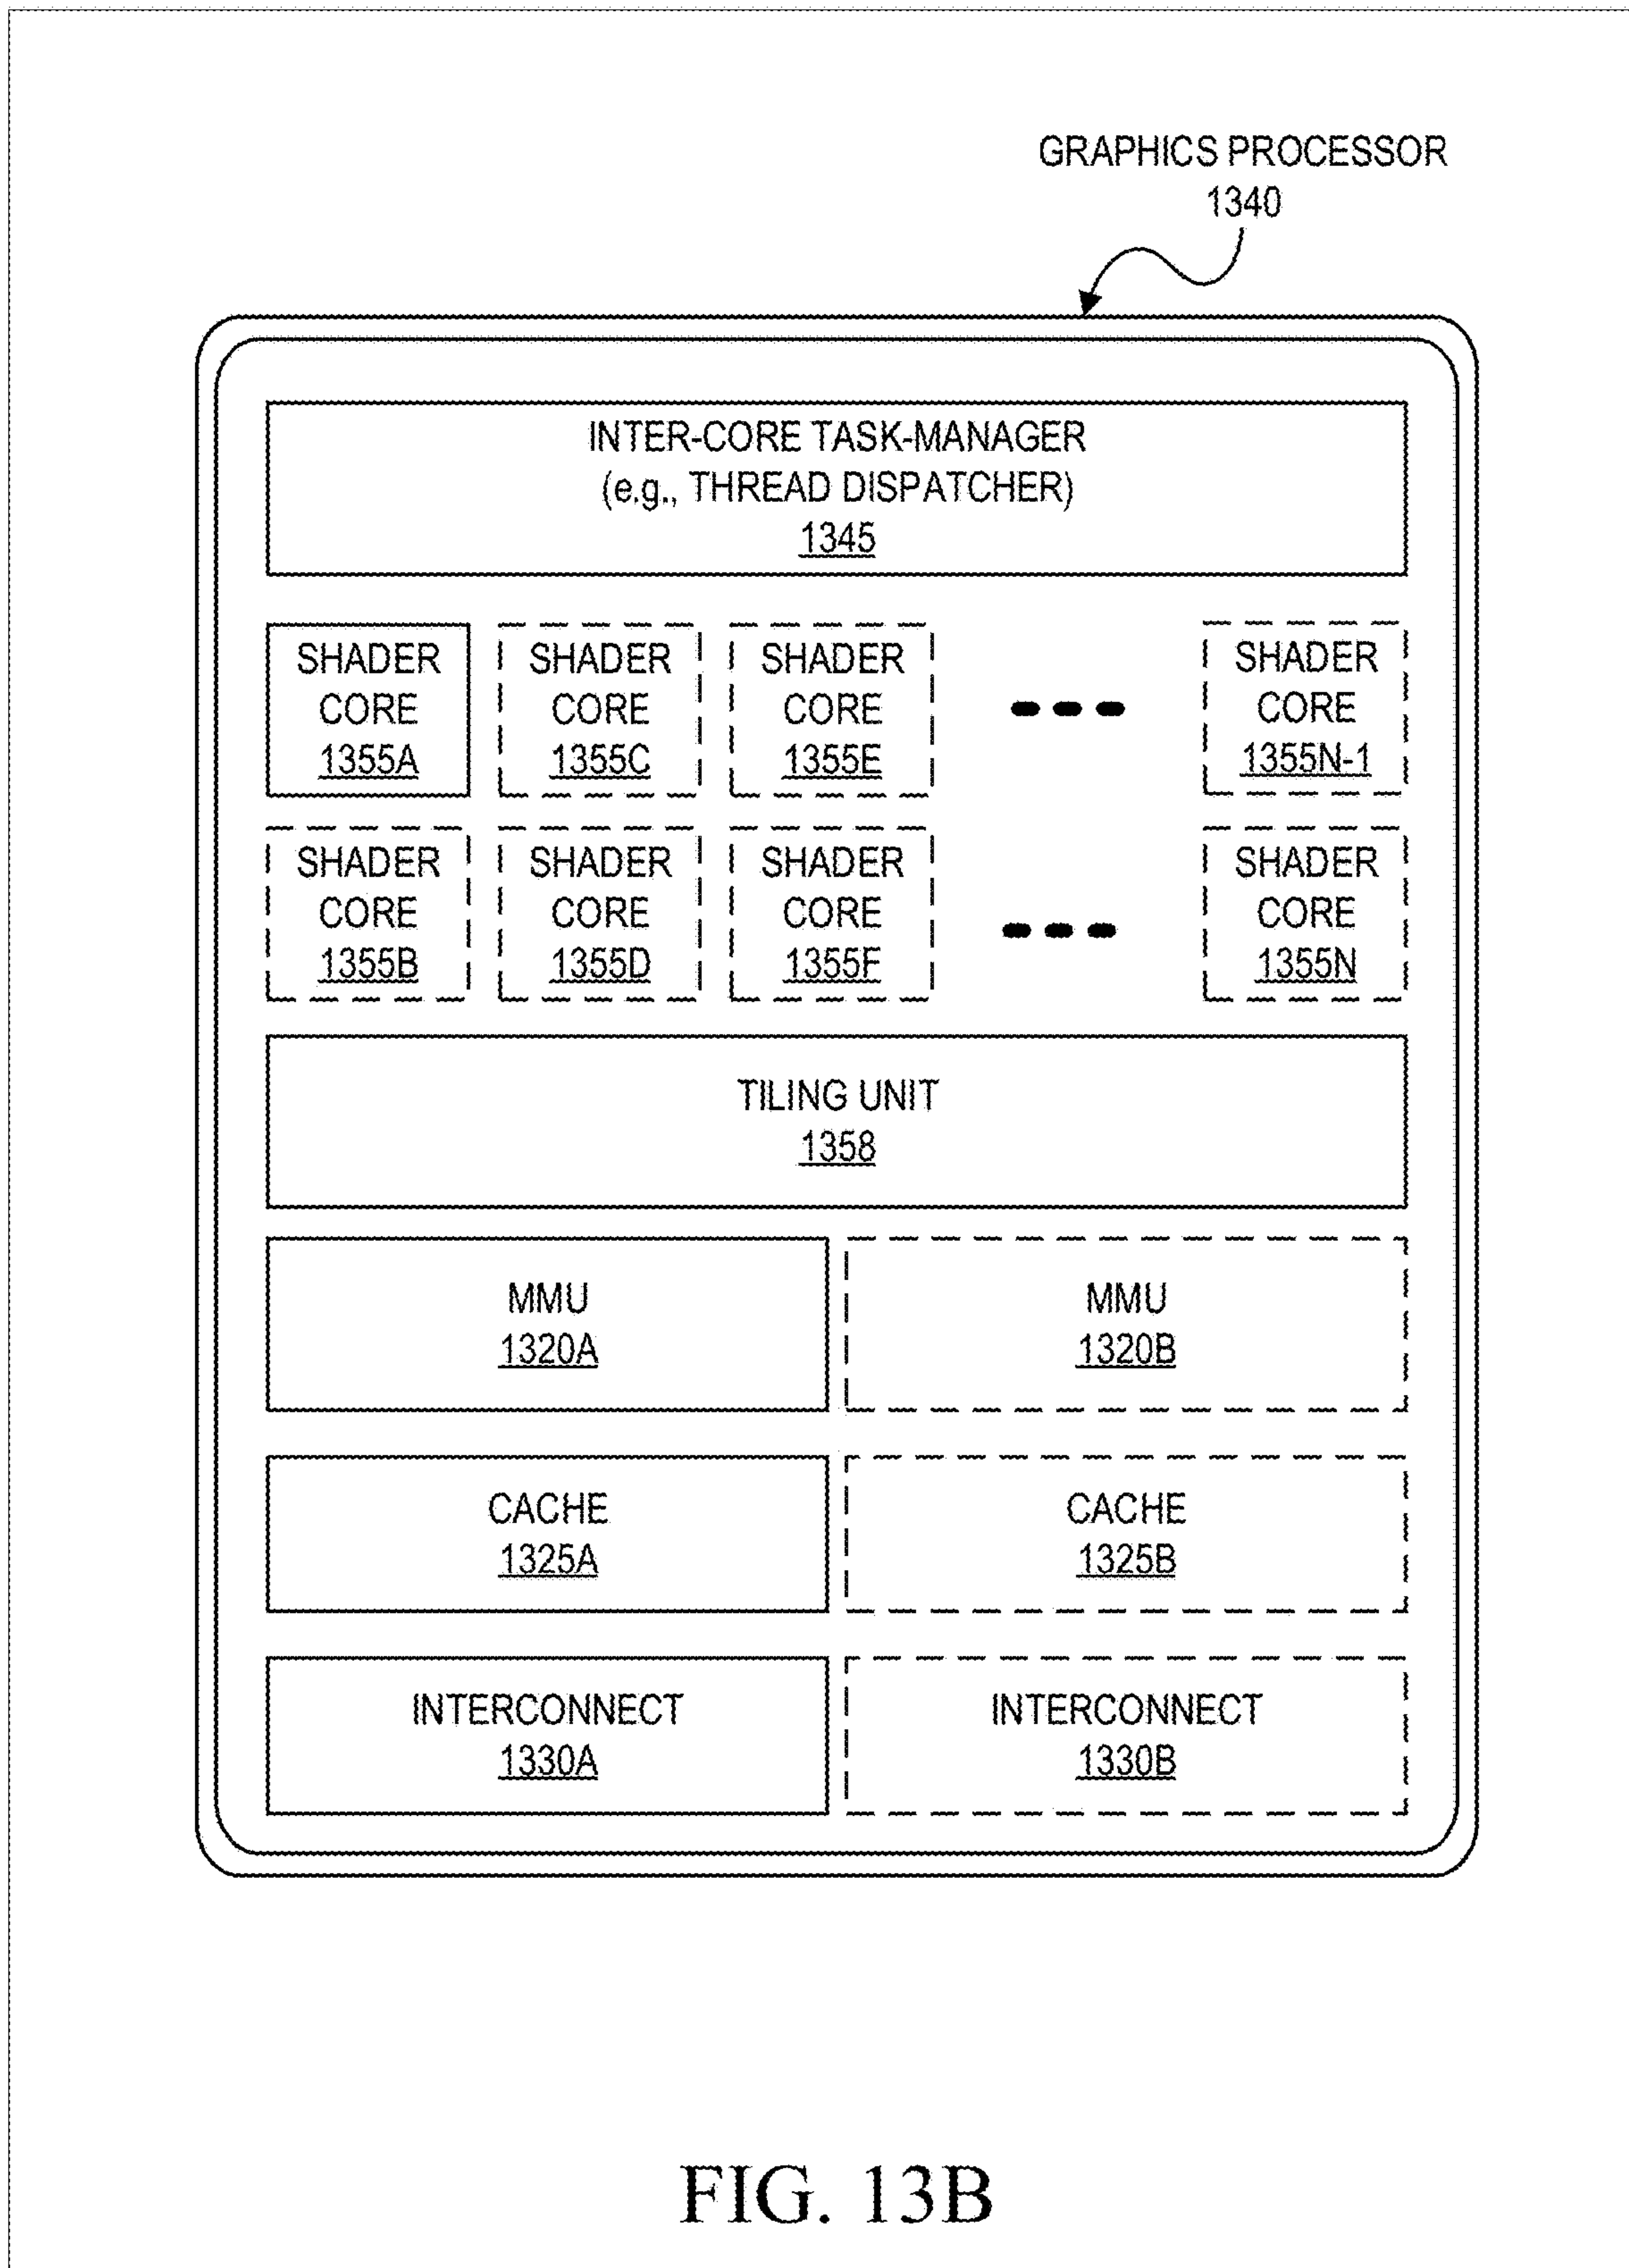 GRAPHICS PROCESSOR
1340
INTER-CORE TASK-MANAGER
(e.g., THREAD DISPATCHER)
1345
SHADER
CORE
1355A
SHADER
CORE
1355C
SHADER
CORE
1355E
SHADER
CORE
1355N-1
SHADER
CORE
1355B
SHADER
CORE
1355D
SHADER
CORE
1355F
SHADER
CORE
1355N
TILING UNIT
1358
MMU
1320A
MMU
1320B
CACHE
1325A
CACHE
1325B
INTERCONNECT
1330A
INTERCONNECT
1330B
FIG. 13B